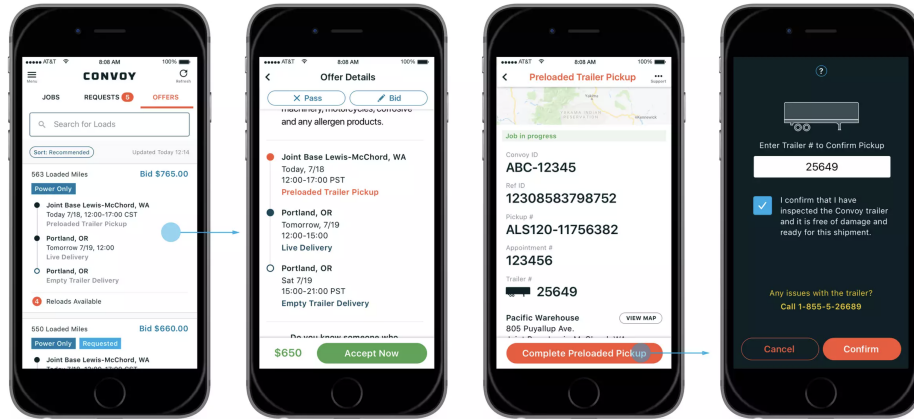 AT&T 8:08 AM 100%
Menu CONVOY Refresh
JOBS REQUESTS 5 OFFERS
Search for Loads
Sort: Recommended Updated Today 12:14
563 Loaded Miles Bid $765.00
Power Only
Joint Base Lewis-McChord, WA
Today 7/18, 12:00-17:00 CST
Preloaded Trailer Pickup
Portland, OR
Tomorrow 7/19, 12:00
Live Delivery
Portland, OR
Empty Trailer Delivery
4 Reloads Available
550 Loaded Miles Bid $660.00
Power Only Requested
Joint Base Lewis-McChord, WA
AT&T 8:08 AM 100%
Offer Details
Pass Bid
machinery, motorcycles, corrosive
and any allergen products.
Joint Base Lewis-McChord, WA
Today, 7/18
12:00-17:00 PST
Preloaded Trailer Pickup
Portland, OR
Tomorrow, 7/19
12:00-15:00
Live Delivery
Portland, OR
Sat 7/19
15:00-21:00 PST
Empty Trailer Delivery
Do you know someone who
$650 Accept Now
AT&T 8:08 AM 100%
Preloaded Trailer Pickup Support
Job in progress
Convoy ID
ABC-12345
Ref ID
12308583798752
Pickup #
ALS120-11756382
Appointment #
123456
Trailer #
25649
Pacific Warehouse VIEW MAP
805 Puyallup Ave.
Complete Preloaded Pickup
?
Enter Trailer # to Confirm Pickup
25649
I confirm that I have
inspected the Convoy trailer
and it is free of damage and
ready for this shipment.
Any issues with the trailer?
Call 1-855-5-26689
Cancel Confirm